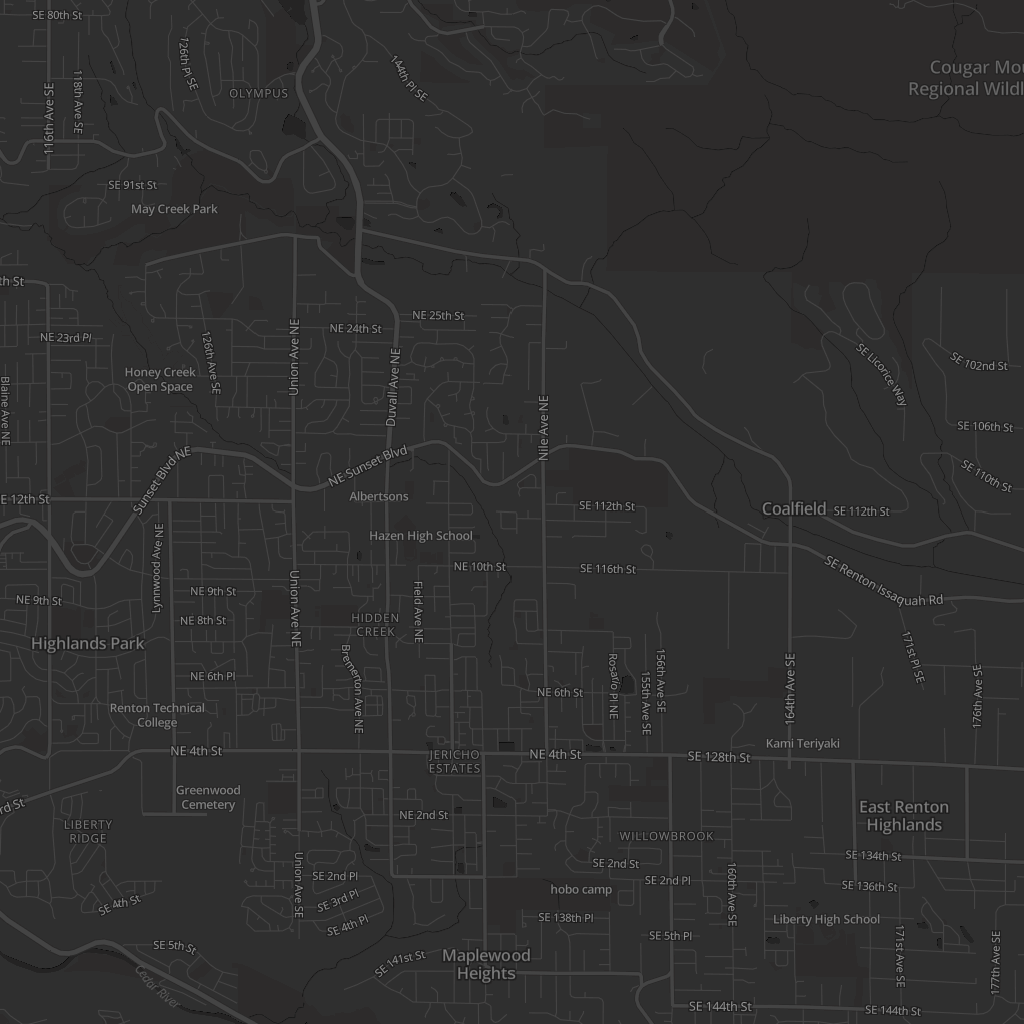 SE 80th St
126th Pl SE
144th Pl SE
Cougar Mou
Regional Wildl
118th Ave SE
116th Ave SE
OLYMPUS
SE 91st St
May Creek Park
th St
NE 25th St
NE 24th St
NE 23rd Pl
126th Ave SE
Union Ave NE
Duvall Ave NE
Honey Creek
Open Space
Blaine Ave NE
Nile Ave NE
SE Licorice Way
SE 102nd St
SE 106th St
SE 110th St
Sunset Blvd NE
NE Sunset Blvd
E 12th St
Albertsons
SE 112th St
Coalfield
SE 112th St
Hazen High School
Lynnwood Ave NE
NE 10th St
SE 116th St
SE Renton Issaquah Rd
NE 9th St
NE 9th St
NE 8th St
Union Ave NE
Field Ave NE
HIDDEN
CREEK
Highlands Park
Bremerton Ave NE
171st Pl SE
156th Ave SE
155th Ave SE
Rosario Pl NE
164th Ave SE
176th Ave SE
NE 6th Pl
NE 6th St
Renton Technical
College
NE 4th St
JERICHO
ESTATES
NE 4th St
SE 128th St
Kami Teriyaki
rd St
Greenwood
Cemetery
NE 2nd St
East Renton
Highlands
LIBERTY
RIDGE
WILLOWBROOK
SE 134th St
SE 2nd St
SE 2nd Pl
SE 2nd Pl
SE 136th St
Union Ave SE
160th Ave SE
SE 3rd Pl
hobo camp
SE 4th St
SE 4th Pl
SE 138th Pl
Liberty High School
SE 5th St
SE 5th Pl
171st Ave SE
177th Ave SE
Maplewood
Heights
SE 141st St
Cedar River
SE 144th St
SE 144th St